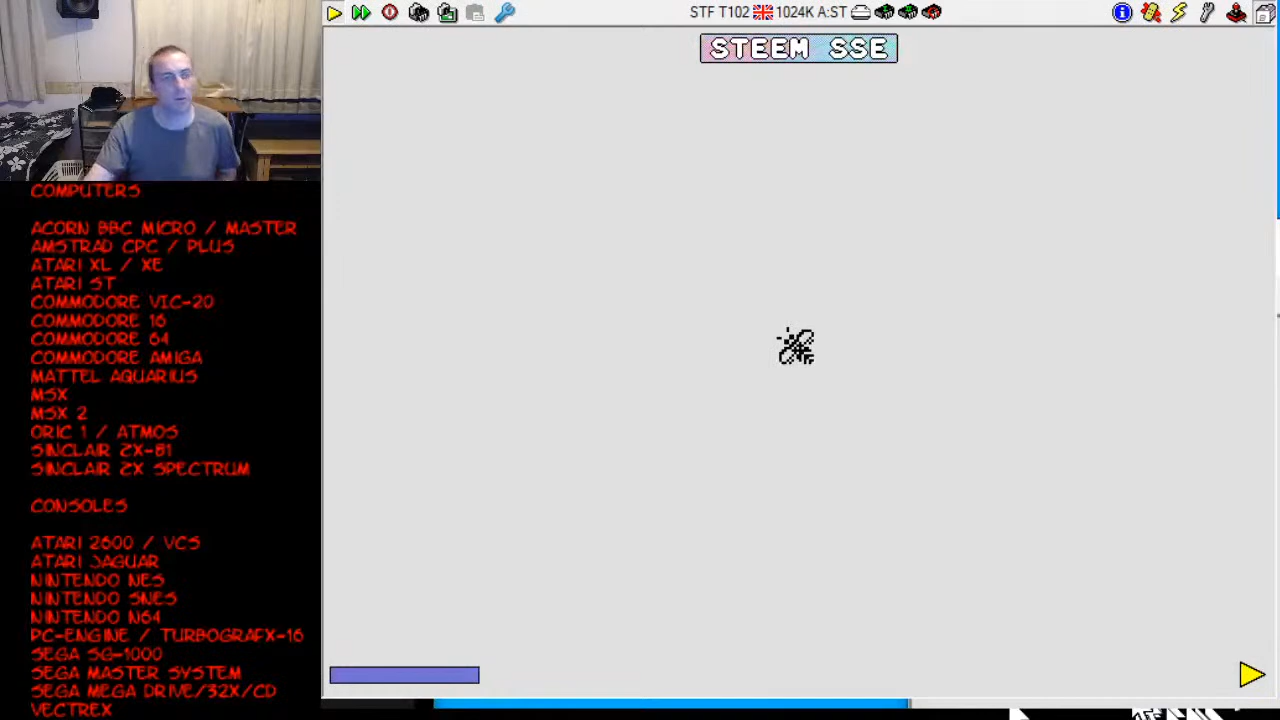 STF T102 1024K A:ST
STEEM SSE
COMPUTERS
ACORN BBC MICRO / MASTER
AMSTRAD CPC / PLUS
ATARI XL / XE
ATARI ST
COMMODORE VIC-20
COMMODORE 16
COMMODORE 64
COMMODORE AMIGA
MATTEL AQUARIUS
MSX
MSX 2
ORIC 1 / ATMOS
SINCLAIR ZX-81
SINCLAIR ZX SPECTRUM
CONSOLES
ATARI 2600 / VCS
ATARI JAGUAR
NINTENDO NES
NINTENDO SNES
NINTENDO N64
PC-ENGINE / TURBOGRAFX-16
SEGA SG-1000
SEGA MASTER SYSTEM
SEGA MEGA DRIVE/32X/CD
VECTREX